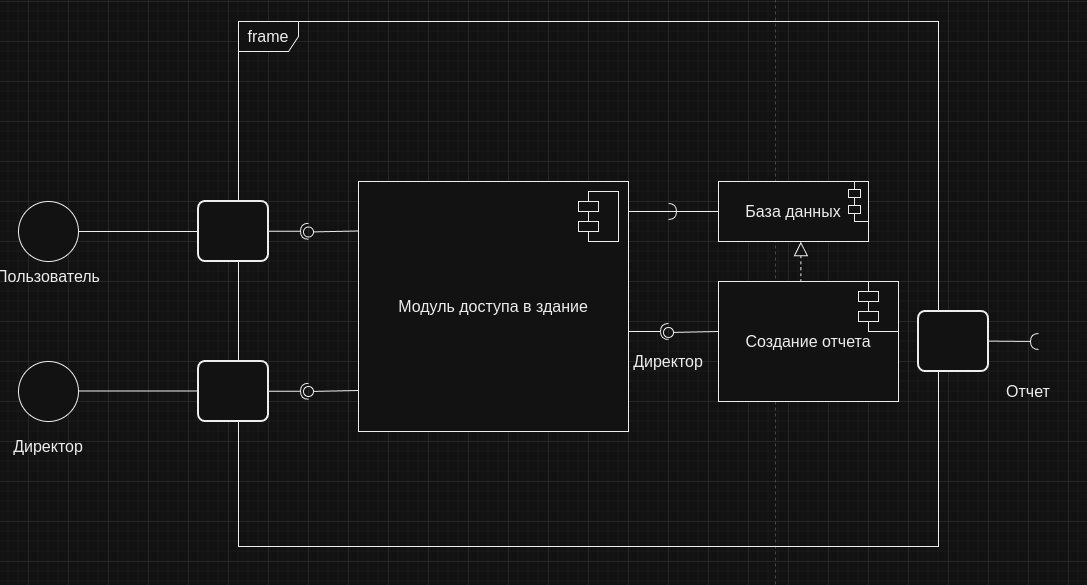 frame
База данных
Пользователь
Модуль доступа в здание
Создание отчета
Директор
Отчет
Директор